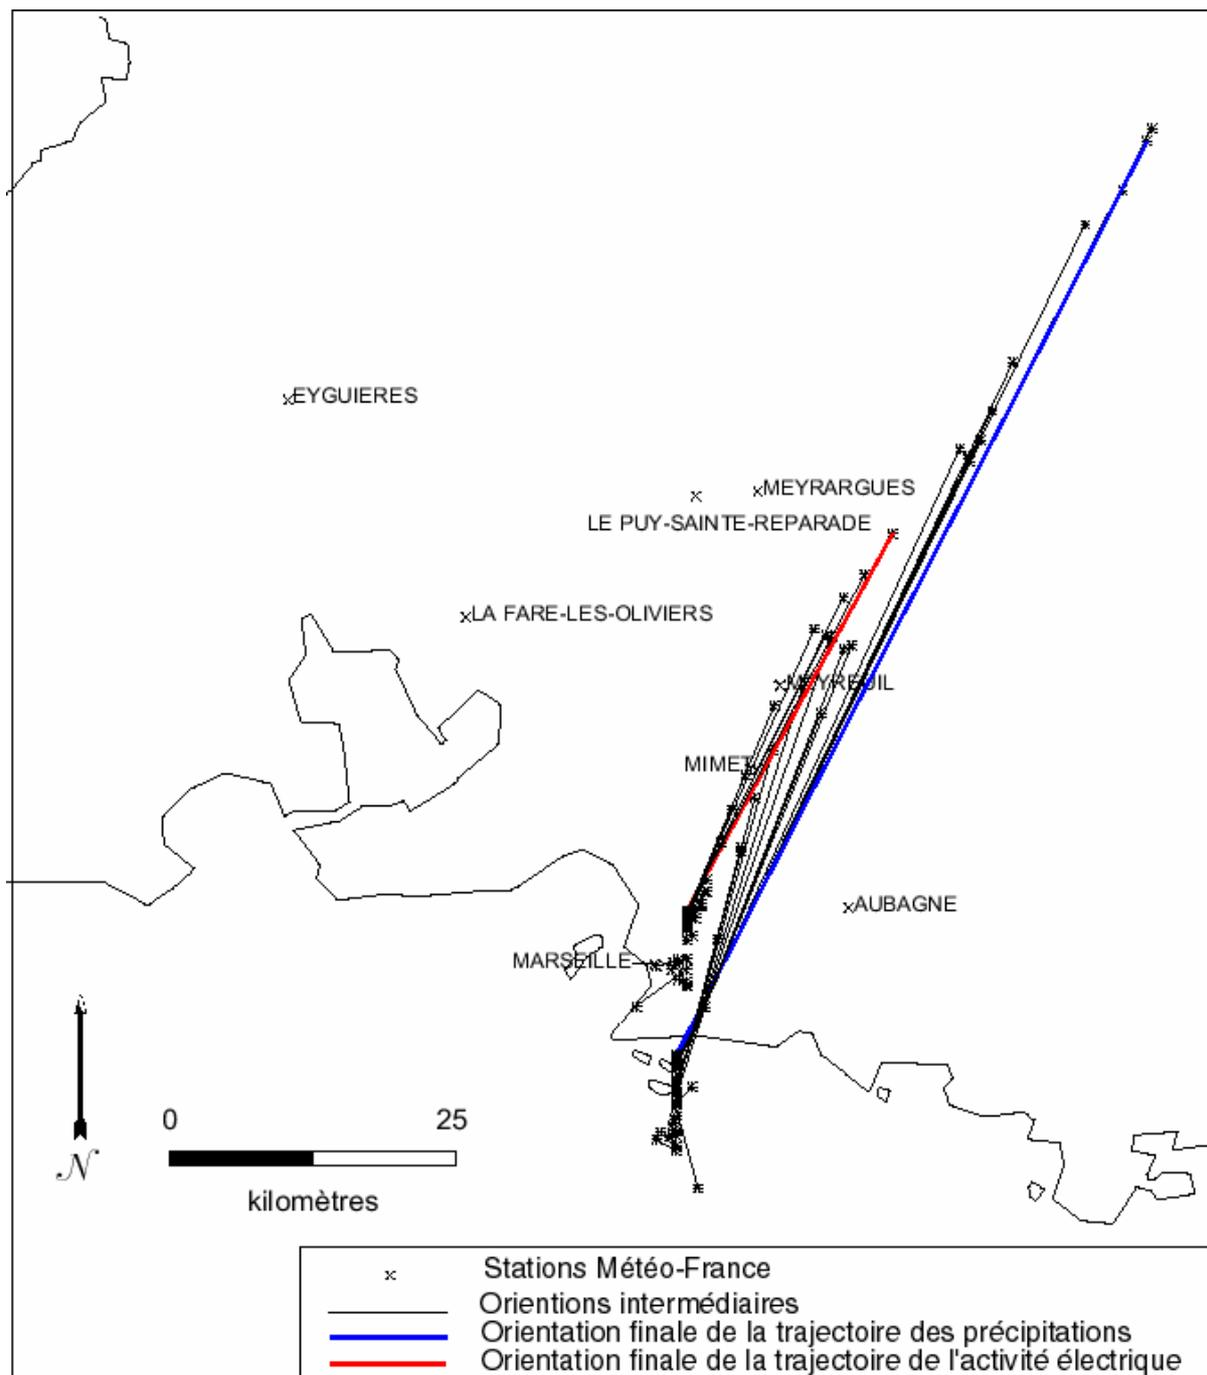 EYGUIERES
MEYRARGUES
LE PUY-SAINTE-REPARADE
LA FARE-LES-OLIVIERS
MEYREUIL
MIMET
AUBAGNE
MARSEILLE
0 25
N
kilomètres
Stations Météo-France
Orientions intermédiaires
Orientation finale de la trajectoire des précipitations
Orientation finale de la trajectoire de l'activité électrique